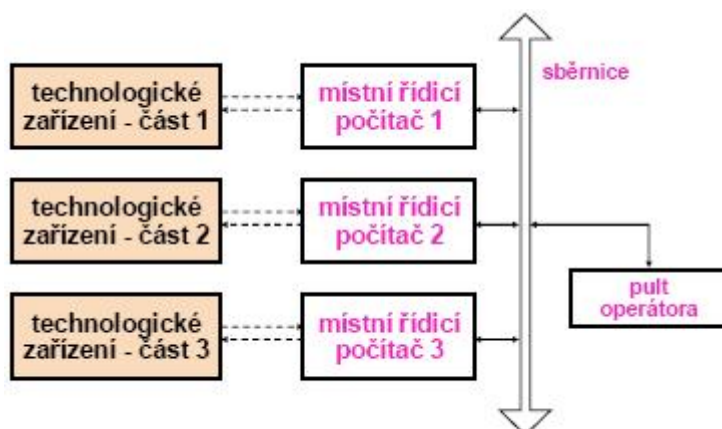 sběrnice
technologické
zařízení - část 1
místní řídicí
počítač 1
technologické
zařízení - část 2
místní řídicí
počítač 2
pult
operátora
technologické
zařízení - část 3
místní řídicí
počítač 3